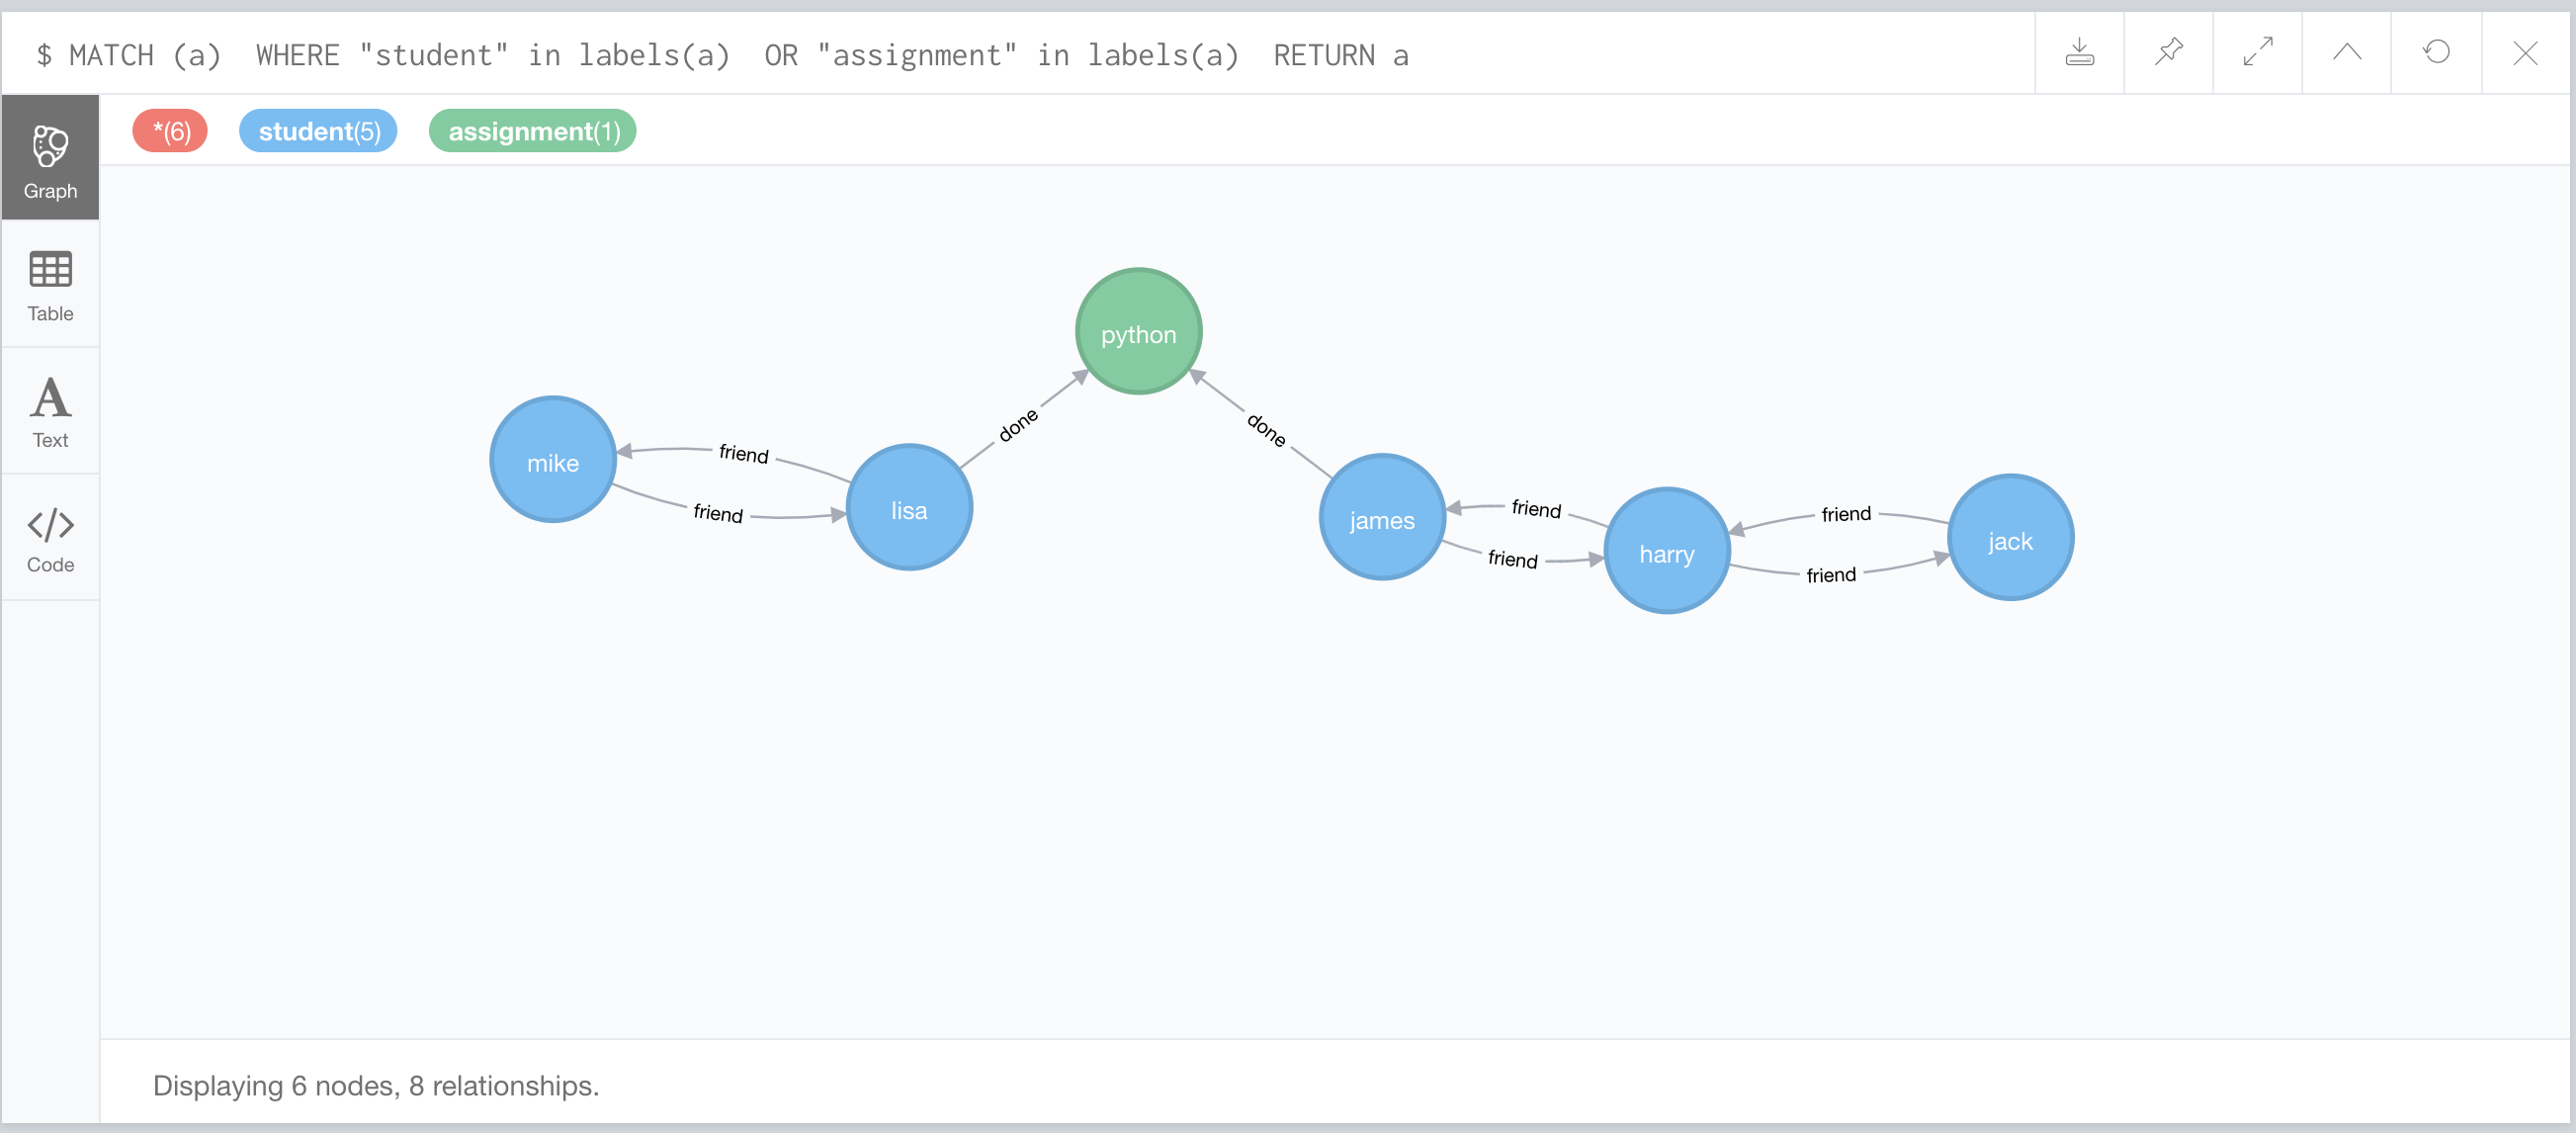 $ MATCH (a)  WHERE "student" in labels(a)  OR "assignment" in labels(a)  RETURN a
*(6) student(5) assignment(1)
Graph
Table
Text
Code
python
done
done
mike
friend
friend
lisa
james
friend
friend
harry
friend
friend
jack
Displaying 6 nodes, 8 relationships.